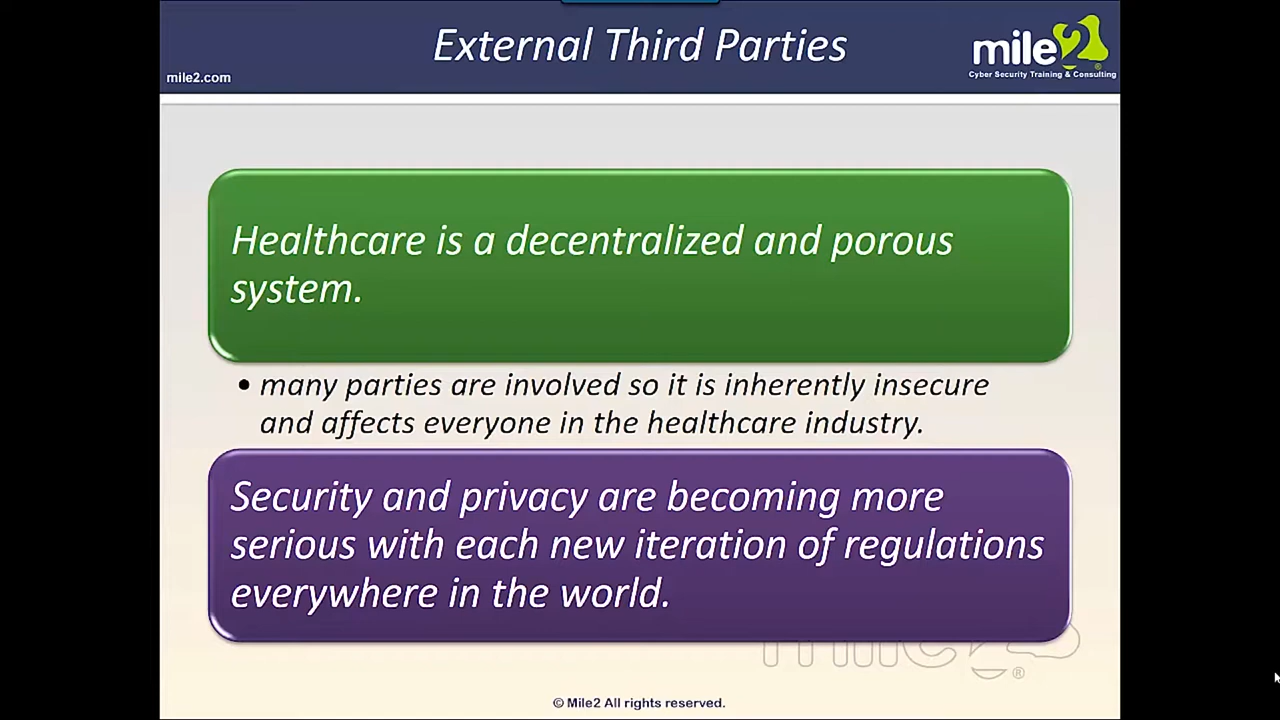 External Third Parties
mile2.com
mile2
Cyber Security Training & Consulting
Healthcare is a decentralized and porous
system.
• many parties are involved so it is inherently insecure
and affects everyone in the healthcare industry.
Security and privacy are becoming more
serious with each new iteration of regulations
everywhere in the world.
mile2
®
© Mile2 All rights reserved.